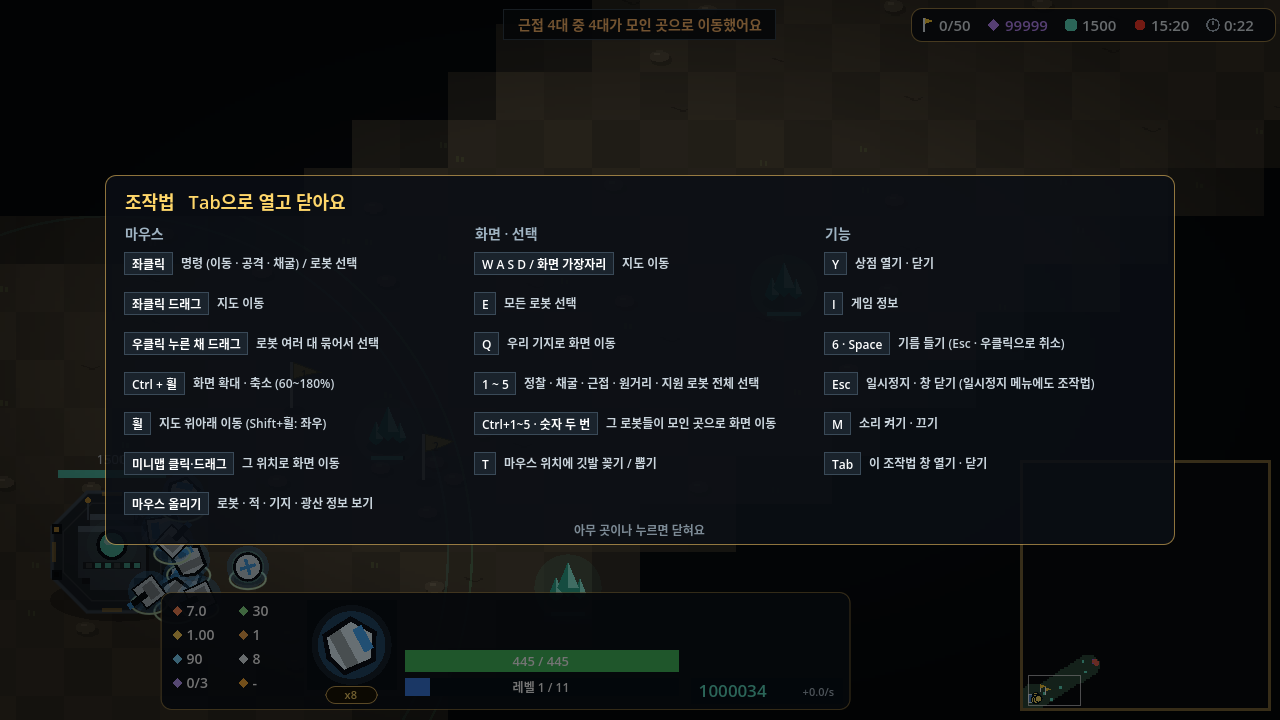 근접 4대 중 4대가 모인 곳으로 이동했어요
0/50 99999 1500 15:20 0:22
조작법 Tab으로 열고 닫아요
마우스
좌클릭 명령 (이동 · 공격 · 채굴) / 로봇 선택
좌클릭 드래그 지도 이동
우클릭 누른 채 드래그 로봇 여러 대 묶어서 선택
Ctrl + 휠 화면 확대 · 축소 (60~180%)
휠 지도 위아래 이동 (Shift+휠: 좌우)
미니맵 클릭·드래그 그 위치로 화면 이동
마우스 올리기 로봇 · 적 · 기지 · 광산 정보 보기
화면 · 선택
W A S D / 화면 가장자리 지도 이동
E 모든 로봇 선택
Q 우리 기지로 화면 이동
1 ~ 5 정찰 · 채굴 · 근접 · 원거리 · 지원 로봇 전체 선택
Ctrl+1~5 · 숫자 두 번 그 로봇들이 모인 곳으로 화면 이동
T 마우스 위치에 깃발 꽂기 / 뽑기
기능
Y 상점 열기 · 닫기
I 게임 정보
6 · Space 기름 들기 (Esc · 우클릭으로 취소)
Esc 일시정지 · 창 닫기 (일시정지 메뉴에도 조작법)
M 소리 켜기 · 끄기
Tab 이 조작법 창 열기 · 닫기
아무 곳이나 누르면 닫혀요
7.0 30
1.00 1
90 8
0/3 -
x8
445 / 445
레벨 1 / 11
1000034 +0.0/s